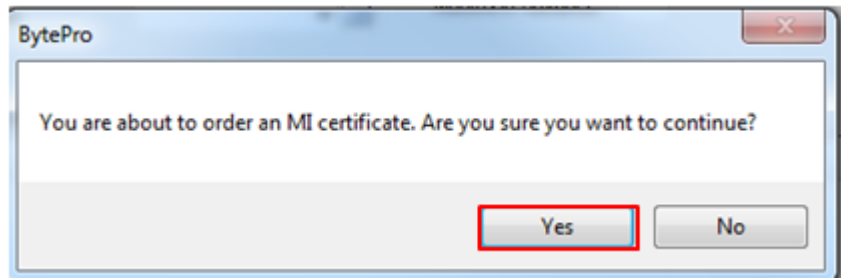 BytePro
You are about to order an MI certificate. Are you sure you want to continue?
Yes No